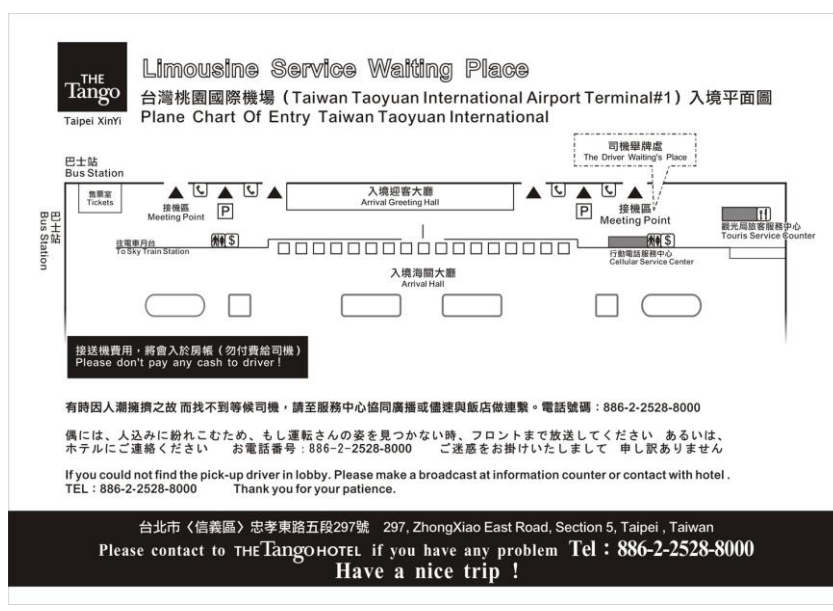 THE
Tango
Taipei XinYi
Limousine Service Waiting Place
台灣桃園國際機場（Taiwan Taoyuan International Airport Terminal#1）入境平面圖
Plane Chart Of Entry Taiwan Taoyuan International
司機舉牌處
The Driver Waiting's Place
巴士站
Bus Station
售票室
Tickets
接機區
Meeting Point
P
入境迎客大廳
Arrival Greeting Hall
P
接機區
Meeting Point
巴士站
Bus Station
往電車月台
To Sky Train Station
$
$
行動電話服務中心
Cellular Service Center
觀光局旅客服務中心
Touris Service Counter
入境海關大廳
Arrival Hall
接送機費用，將會入於房帳（勿付費給司機）
Please don't pay any cash to driver！
有時因人潮擁擠之故 而找不到等候司機，請至服務中心協同廣播或儘速與飯店做連繫。電話號碼：886-2-2528-8000
偶には、人込みに紛れこむため、もし運転さんの姿を見つかない時、フロントまで放送してください あるいは、
ホテルにご連絡ください お電話番号：886-2-2528-8000 ご迷惑をお掛けいたしまして 申し訳ありません
If you could not find the pick-up driver in lobby. Please make a broadcast at information counter or contact with hotel .
TEL：886-2-2528-8000 Thank you for your patience.
台北市〈信義區〉忠孝東路五段297號 297, ZhongXiao East Road, Section 5, Taipei , Taiwan
Please contact to THE Tango HOTEL if you have any problem Tel：886-2-2528-8000
Have a nice trip !